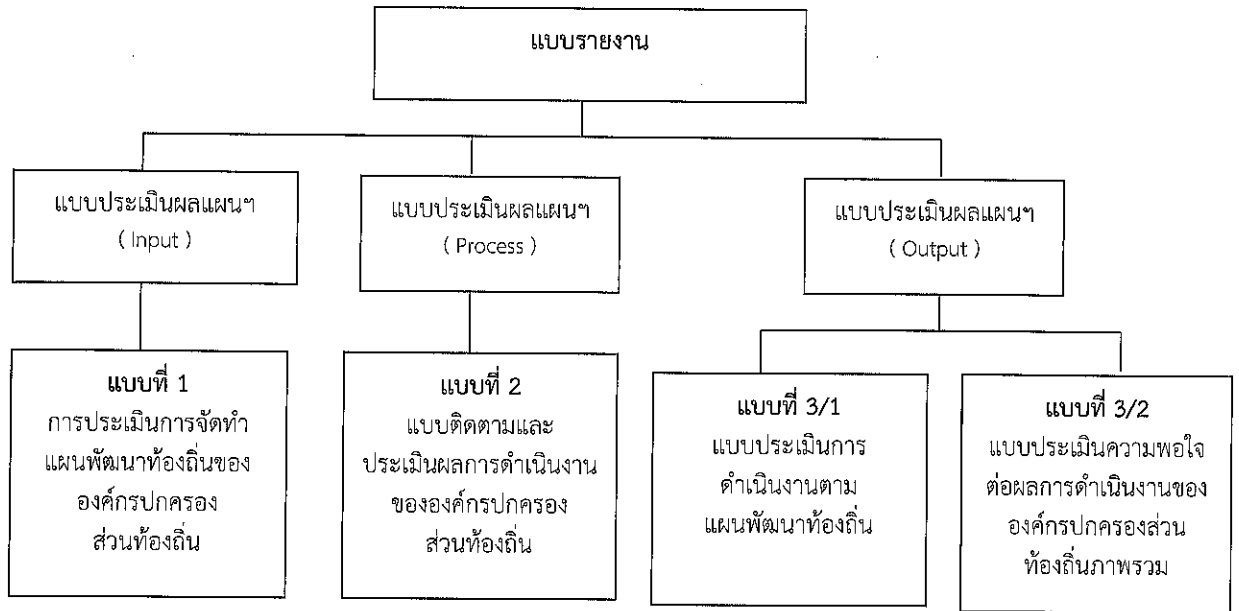 แบบรายงาน
แบบประเมินผลแผนฯ
( Input )
แบบประเมินผลแผนฯ
( Process )
แบบประเมินผลแผนฯ
( Output )
แบบที่ 1
การประเมินการจัดทำ
แผนพัฒนาท้องถิ่นของ
องค์กรปกครอง
ส่วนท้องถิ่น
แบบที่ 2
แบบติดตามและ
ประเมินผลการดำเนินงาน
ขององค์กรปกครอง
ส่วนท้องถิ่น
แบบที่ 3/1
แบบประเมินการ
ดำเนินงานตาม
แผนพัฒนาท้องถิ่น
แบบที่ 3/2
แบบประเมินความพอใจ
ต่อผลการดำเนินงานของ
องค์กรปกครองส่วน
ท้องถิ่นภาพรวม